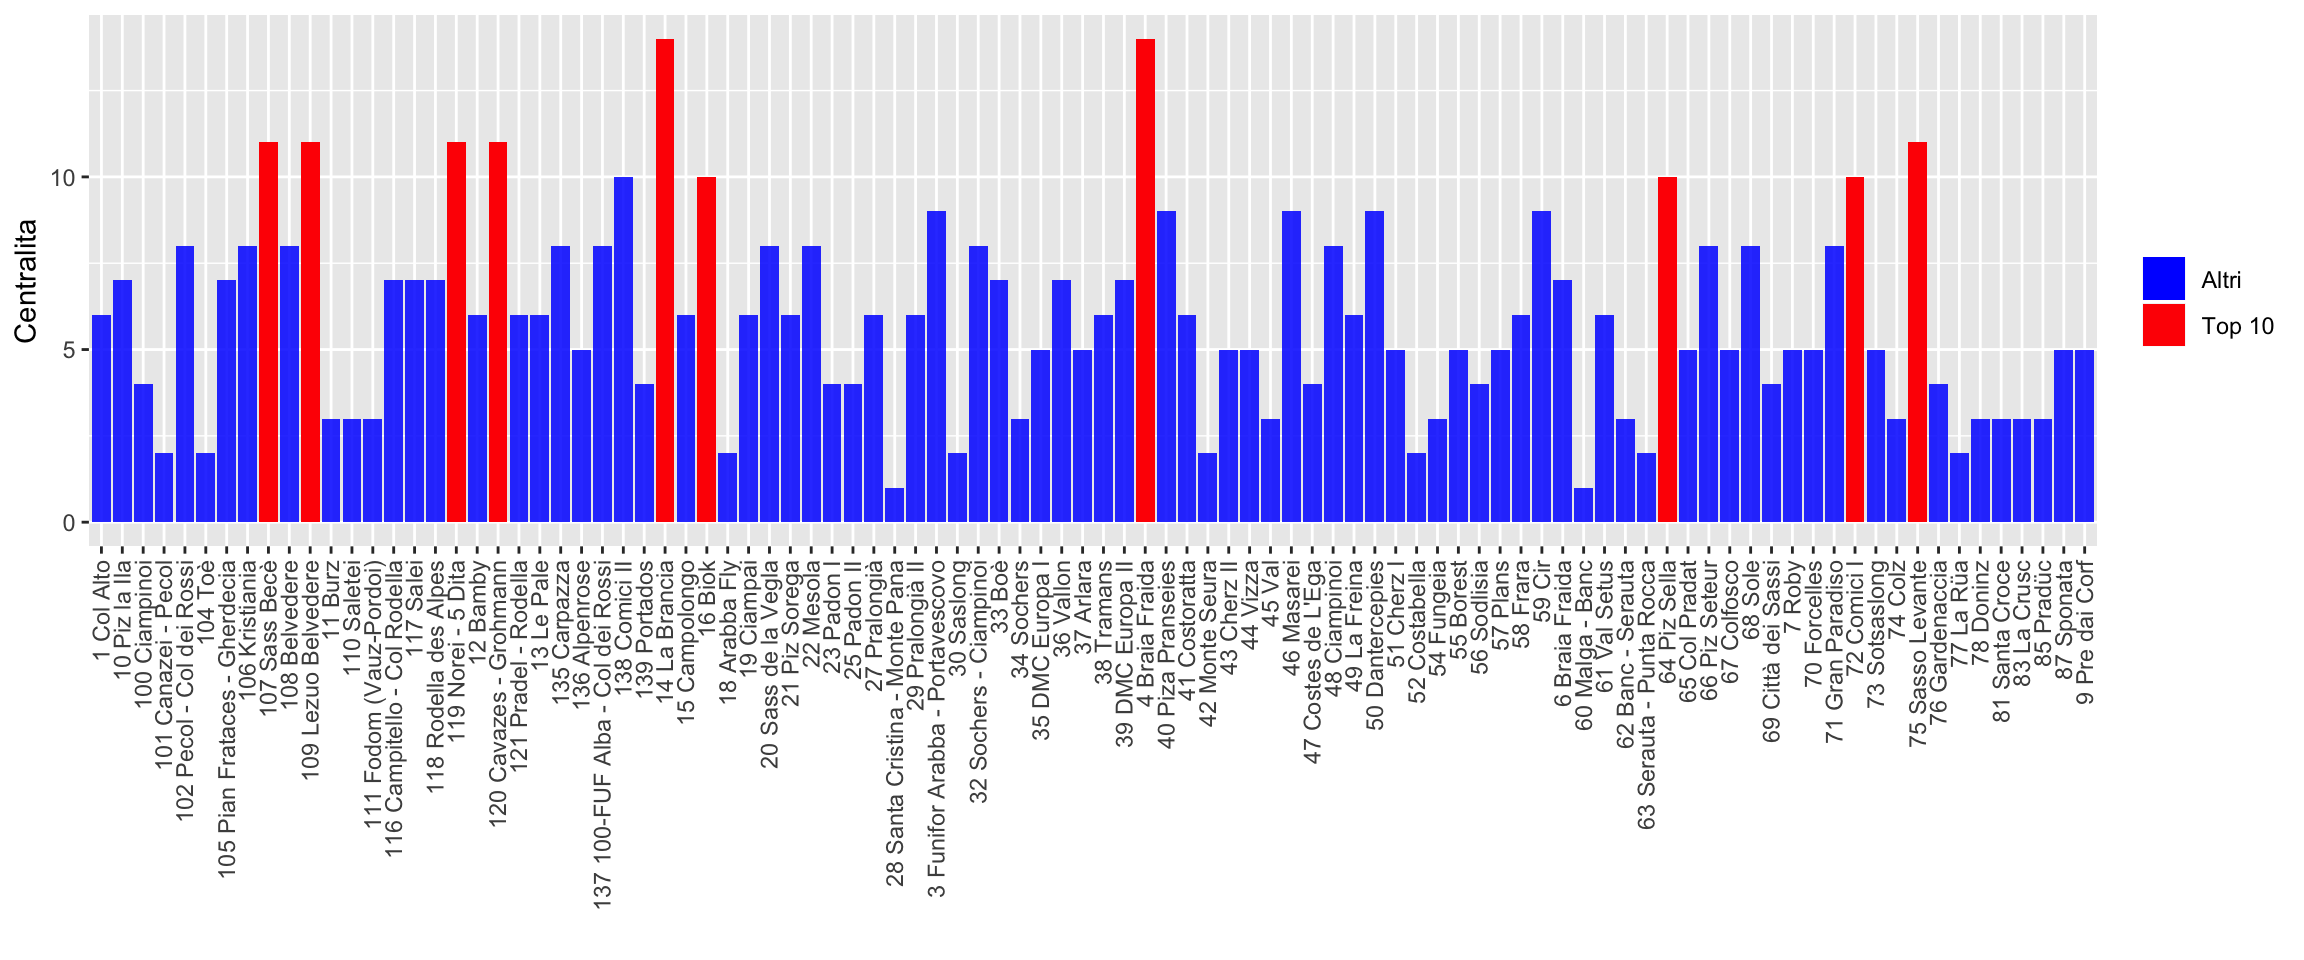 Centralita
10
5
0
1 Col Alto
10 Piz la Ila
100 Ciampinoi
101 Canazei - Pecol
102 Pecol - Col dei Rossi
104 Toè
105 Pian Frataces - Gherdecia
106 Kristiania
107 Sass Becè
108 Belvedere
109 Lezuo Belvedere
11 Burz
110 Saletei
111 Fodom (Vauz-Pordoi)
116 Campitello - Col Rodella
117 Salei
118 Rodella des Alpes
119 Norei - 5 Dita
12 Bamby
120 Cavazes - Grohmann
121 Pradel - Rodella
13 Le Pale
135 Carpazza
136 Alpenrose
137 100-FUF Alba - Col dei Rossi
138 Comici II
139 Portados
14 La Brancia
15 Campolongo
16 Biok
18 Arabba Fly
19 Ciampai
20 Sass de la Vegla
21 Piz Sorega
22 Mesola
23 Padon I
25 Padon II
27 Pralongià
28 Santa Cristina - Monte Pana
29 Pralongià II
3 Funifor Arabba - Portavescovo
30 Saslong
32 Sochers - Ciampinoi
33 Boè
34 Sochers
35 DMC Europa I
36 Vallon
37 Arlara
38 Tramans
39 DMC Europa II
4 Braia Fraida
40 Piza Pranseies
41 Costoratta
42 Monte Seura
43 Cherz II
44 Vizza
45 Val
46 Masarei
47 Costes de L'Ega
48 Ciampinoi
49 La Freina
50 Dantercepies
51 Cherz I
52 Costabella
54 Fungeia
55 Borest
56 Sodlisia
57 Plans
58 Frara
59 Cir
6 Braia Fraida
60 Malga - Banc
61 Val Setus
62 Banc - Serauta
63 Serauta - Punta Rocca
64 Piz Sella
65 Col Pradat
66 Piz Seteur
67 Colfosco
68 Sole
69 Città dei Sassi
7 Roby
70 Forcelles
71 Gran Paradiso
72 Comici I
73 Sotsaslong
74 Colz
75 Sasso Levante
76 Gardenaccia
77 La Rüa
78 Doninz
81 Santa Croce
83 La Crusc
85 Pradüc
87 Sponata
9 Pre dai Corf
Altri
Top 10